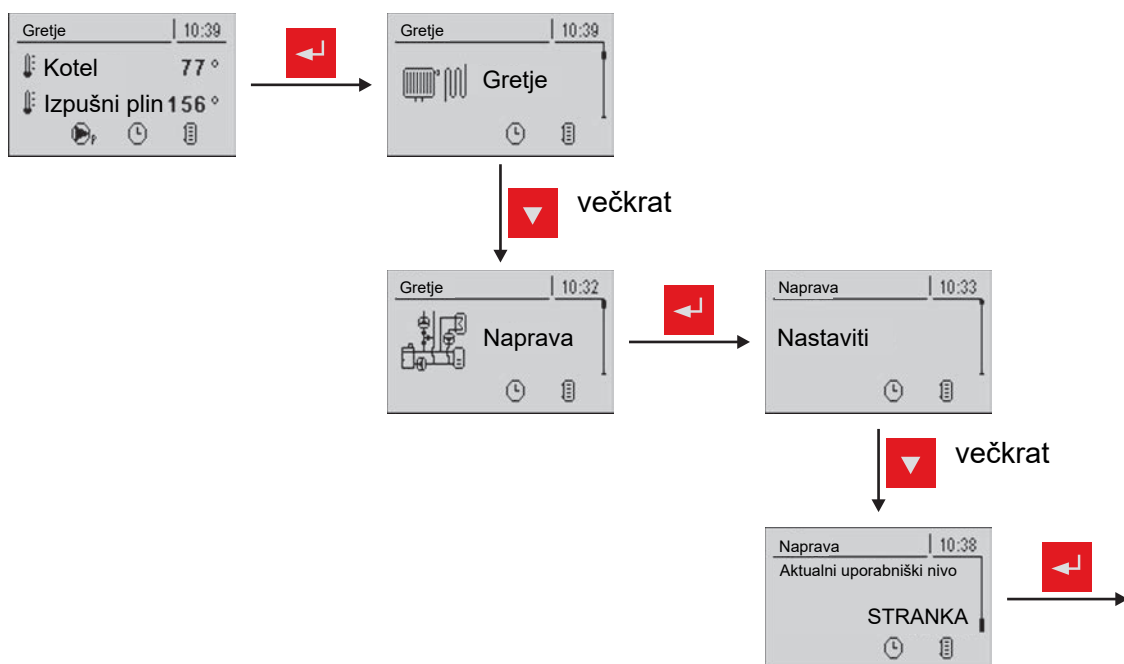 Gretje 10:39
Kotel 77 °
Izpušni plin 156 °
P
Gretje 10:39
Gretje
večkrat
Gretje 10:32
Naprava
Naprava 10:33
Nastaviti
večkrat
Naprava 10:38
Aktualni uporabniški nivo
STRANKA